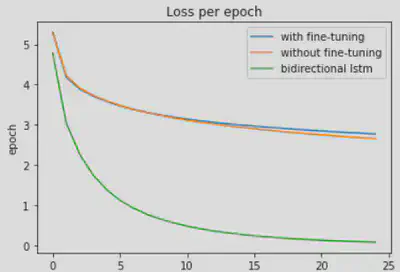 Loss per epoch
with fine-tuning
without fine-tuning
bidirectional lstm
epoch
5
4
3
2
1
0
0 5 10 15 20 25